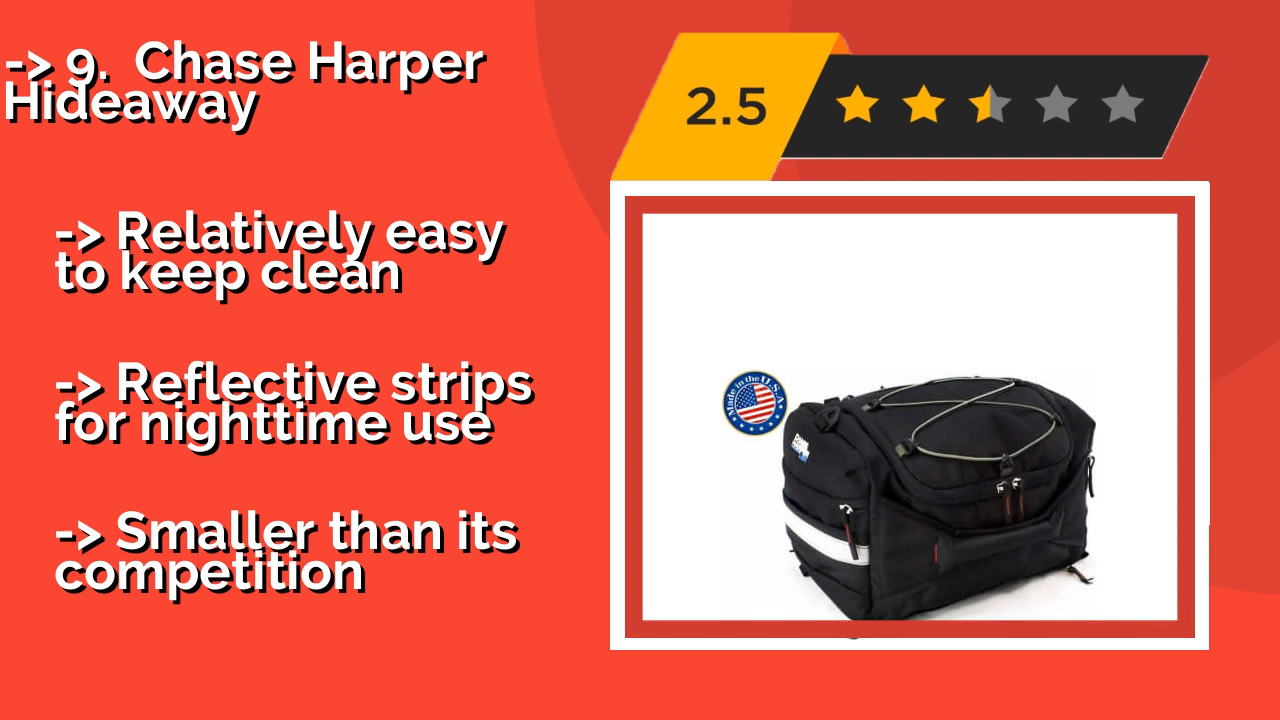 -> 9.  Chase Harper
Hideaway
2.5
-> Relatively easy
to keep clean
-> Reflective strips
for nighttime use
-> Smaller than its
competition
Made in the U.S.A.